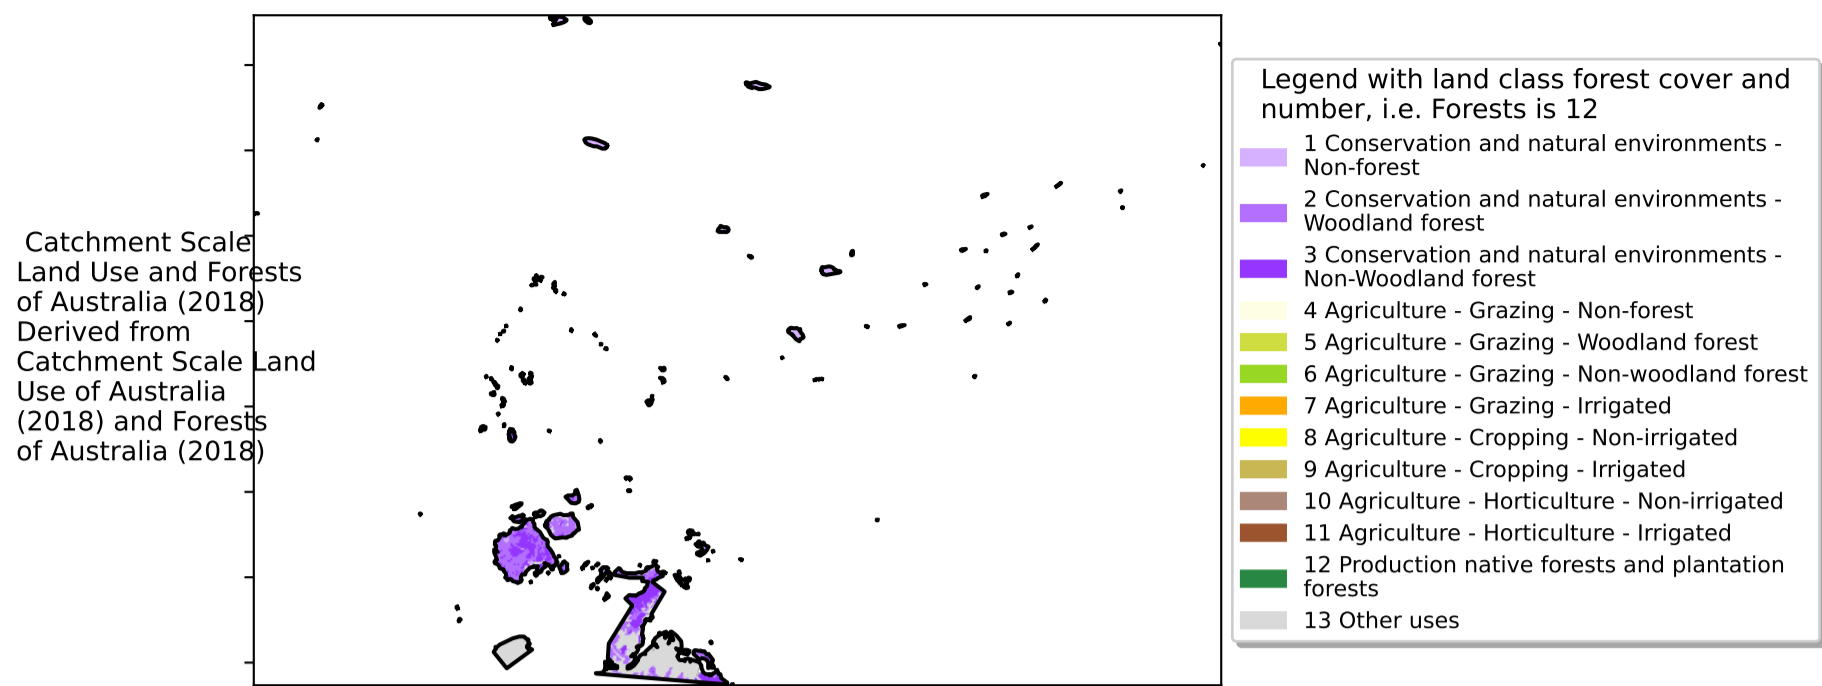 Catchment Scale
Land Use and Forests
of Australia (2018)
Derived from
Catchment Scale Land
Use of Australia
(2018) and Forests
of Australia (2018)
Legend with land class forest cover and
number, i.e. Forests is 12
1 Conservation and natural environments -
Non-forest
2 Conservation and natural environments -
Woodland forest
3 Conservation and natural environments -
Non-Woodland forest
4 Agriculture - Grazing - Non-forest
5 Agriculture - Grazing - Woodland forest
6 Agriculture - Grazing - Non-woodland forest
7 Agriculture - Grazing - Irrigated
8 Agriculture - Cropping - Non-irrigated
9 Agriculture - Cropping - Irrigated
10 Agriculture - Horticulture - Non-irrigated
11 Agriculture - Horticulture - Irrigated
12 Production native forests and plantation
forests
13 Other uses